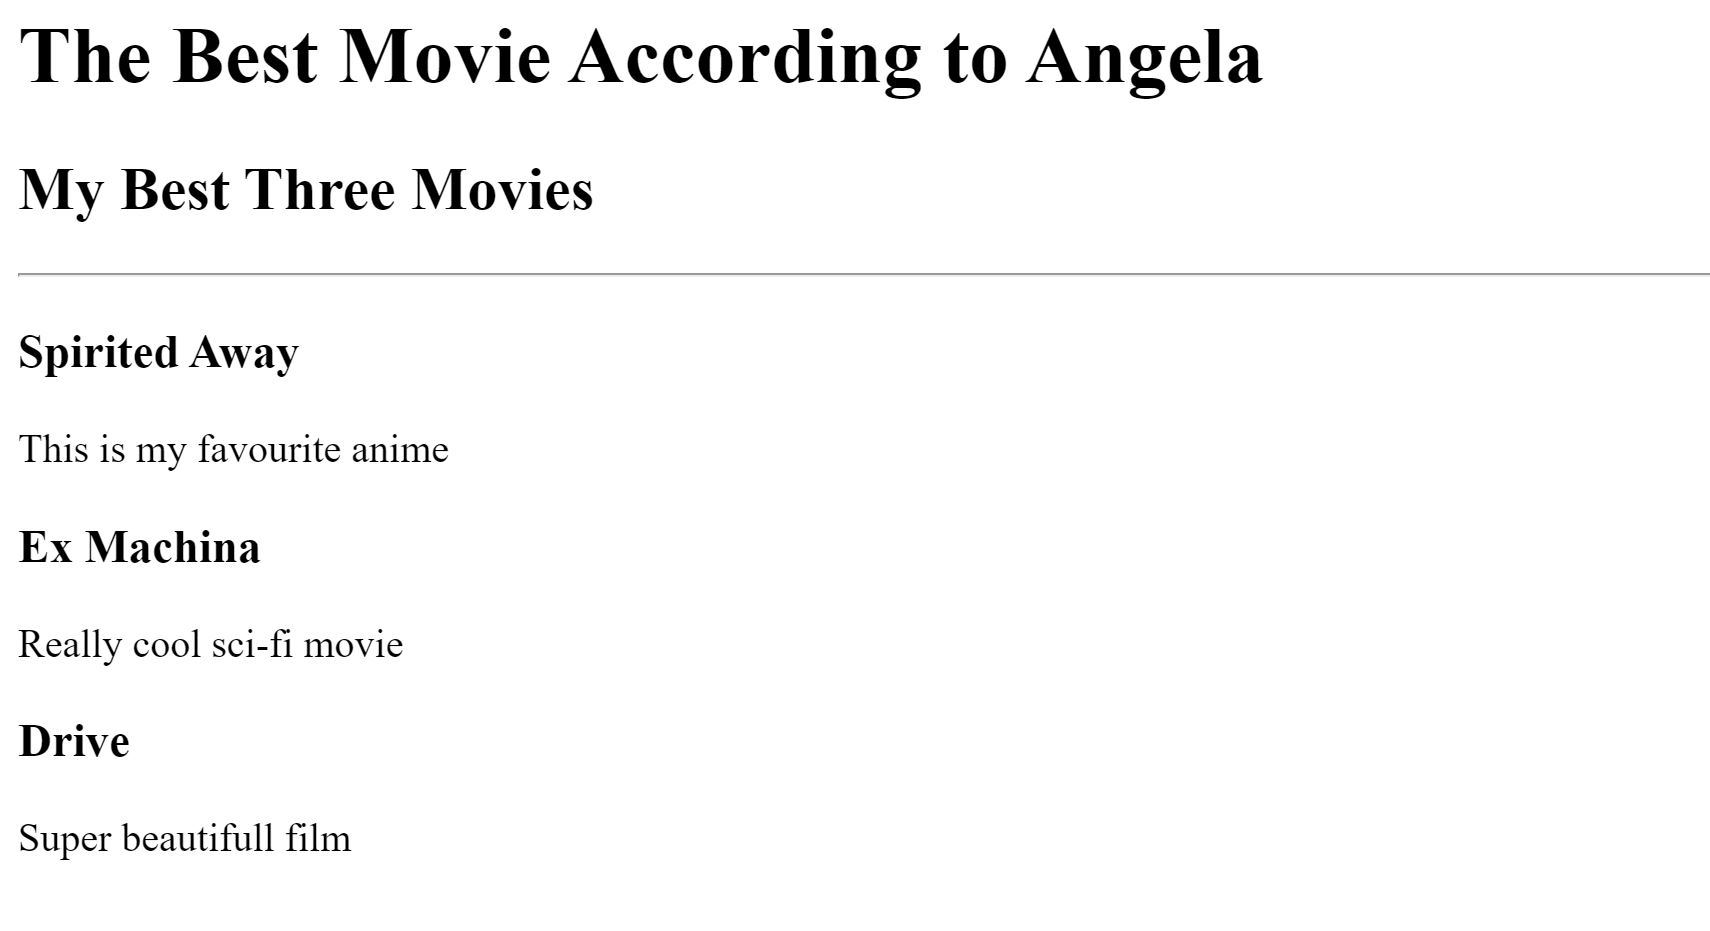 The Best Movie According to Angela
My Best Three Movies
Spirited Away
This is my favourite anime
Ex Machina
Really cool sci-fi movie
Drive
Super beautifull film